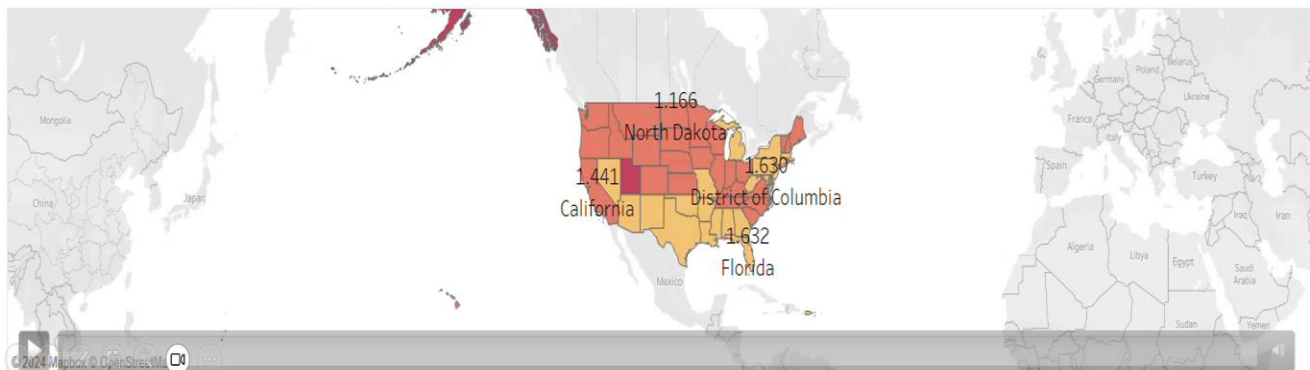 Mongolia
China
Japan
1.166
North Dakota
1.441
California
1.630
District of Columbia
1.632
Florida
Mexico
Germany
Poland
Belarus
Ukraine
France
Italy
Spain
Turkey
Iraq
Iran
Algeria
Libya
Egypt
Saudi
Arabia
Sudan
Yemen
© 2024 Mapbox © OpenStreetMa